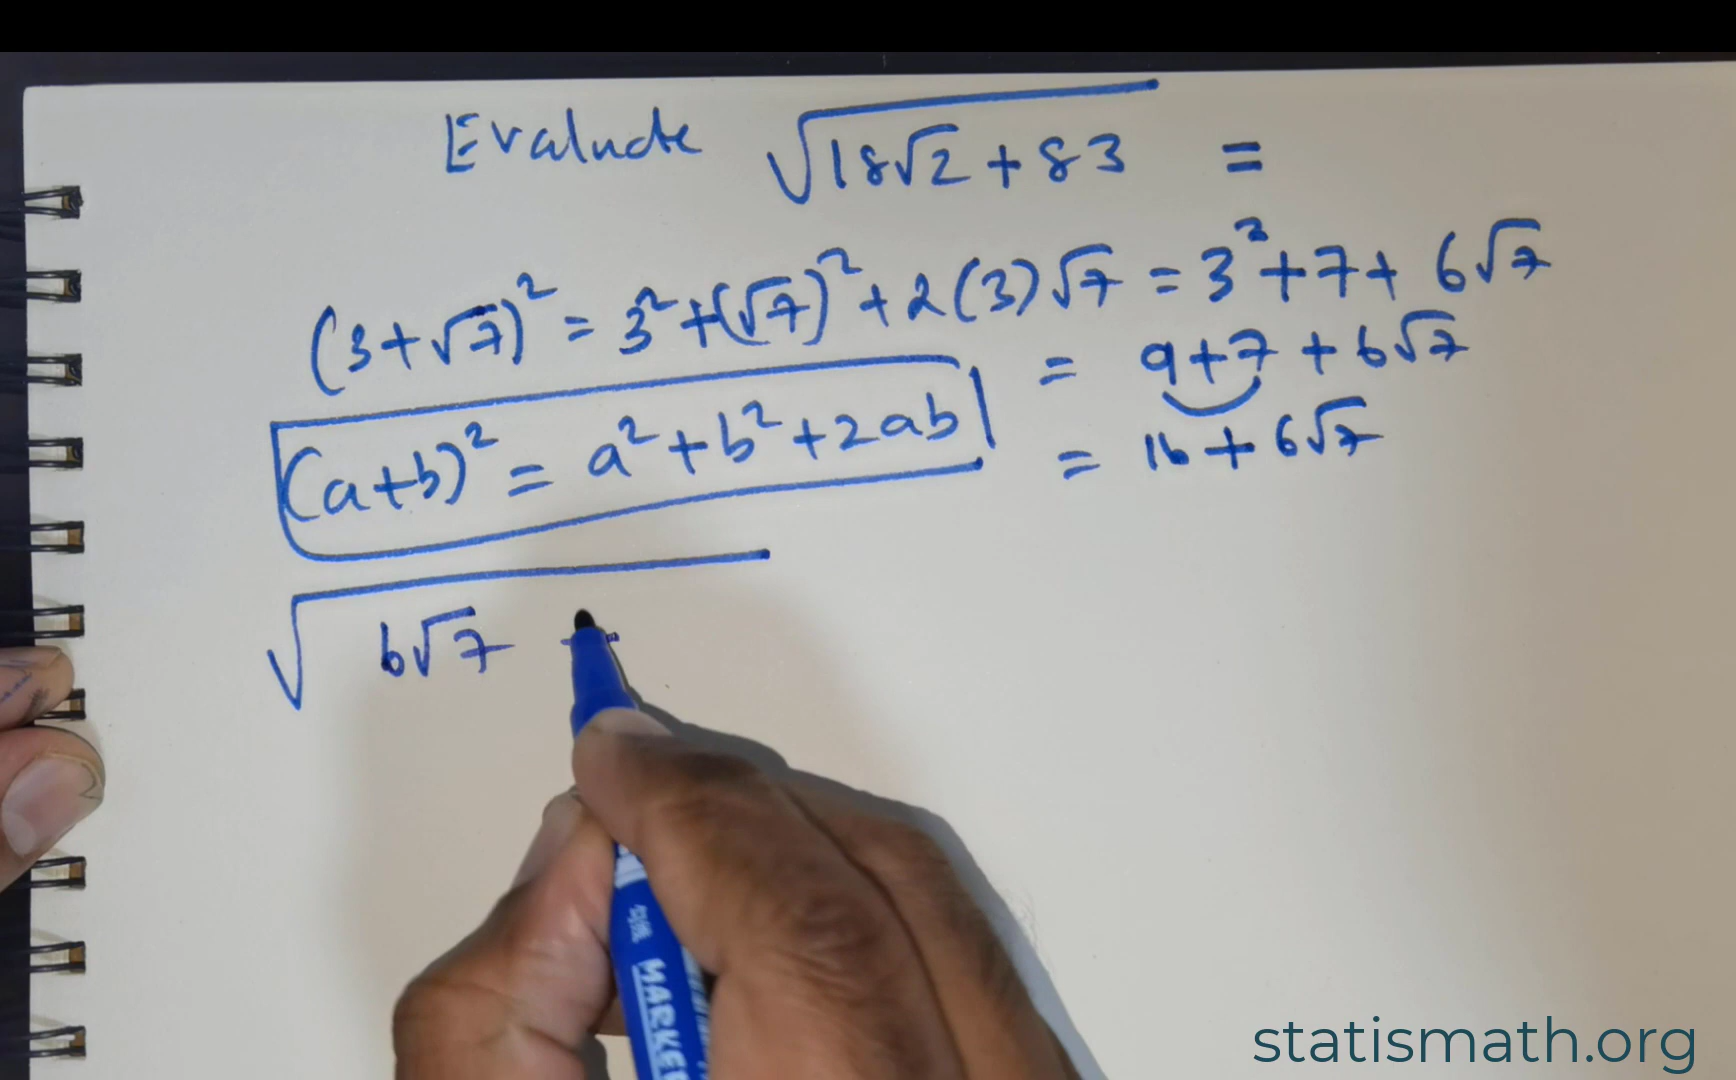 Evaluate √(18√2 + 83) =
(3+√7)² = 3² + (√7)² + 2(3)√7 = 3² + 7 + 6√7
= 9+7 + 6√7
(a+b)² = a² + b² + 2ab
= 16 + 6√7
√(6√7 +
MARKE
statismath.org